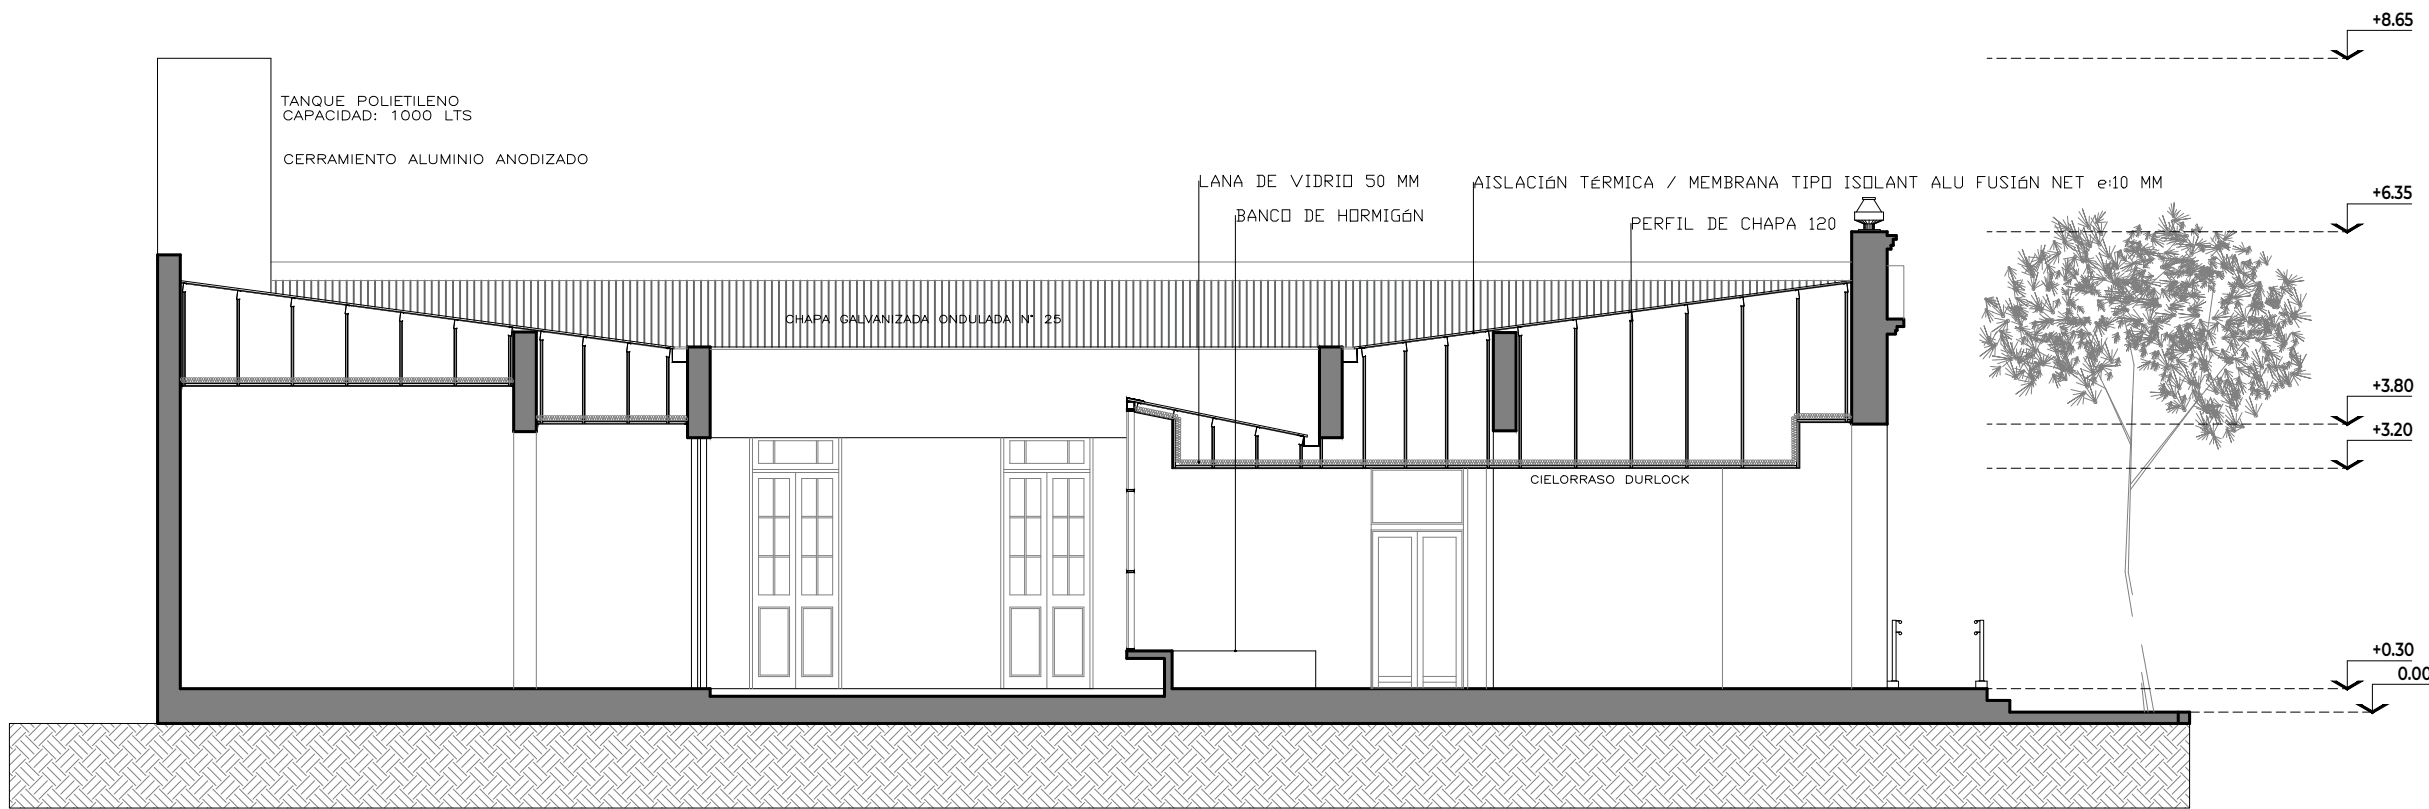 +8.65
TANQUE POLIETILENO
CAPACIDAD: 1000 LTS
CERRAMIENTO ALUMINIO ANODIZADO
LANA DE VIDRIO 50 MM
AISLACIóN TéRMICA / MEMBRANA TIPO ISOLANT ALU FUSIóN NET e:10 MM
+6.35
BANCO DE HORMIGóN
PERFIL DE CHAPA 120
CHAPA GALVANIZADA ONDULADA N° 25
+3.80
+3.20
CIELORRASO DURLOCK
+0.30
0.00